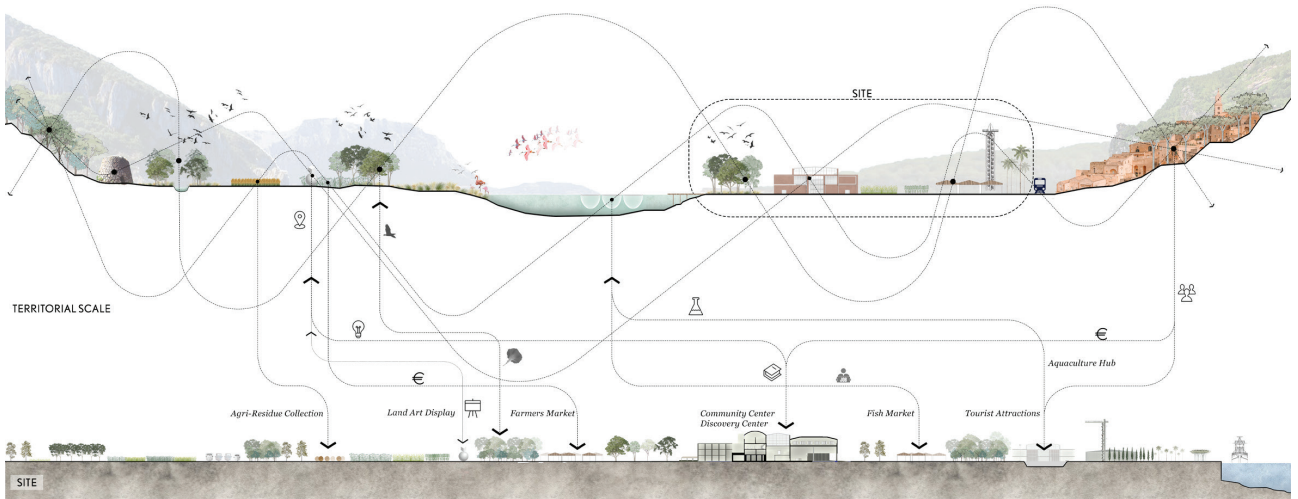 SITE
TERRITORIAL SCALE
€
Aquaculture Hub
€
Agri-Residue Collection
Land Art Display
Farmers Market
Community Center
Discovery Center
Fish Market
Tourist Attractions
SITE